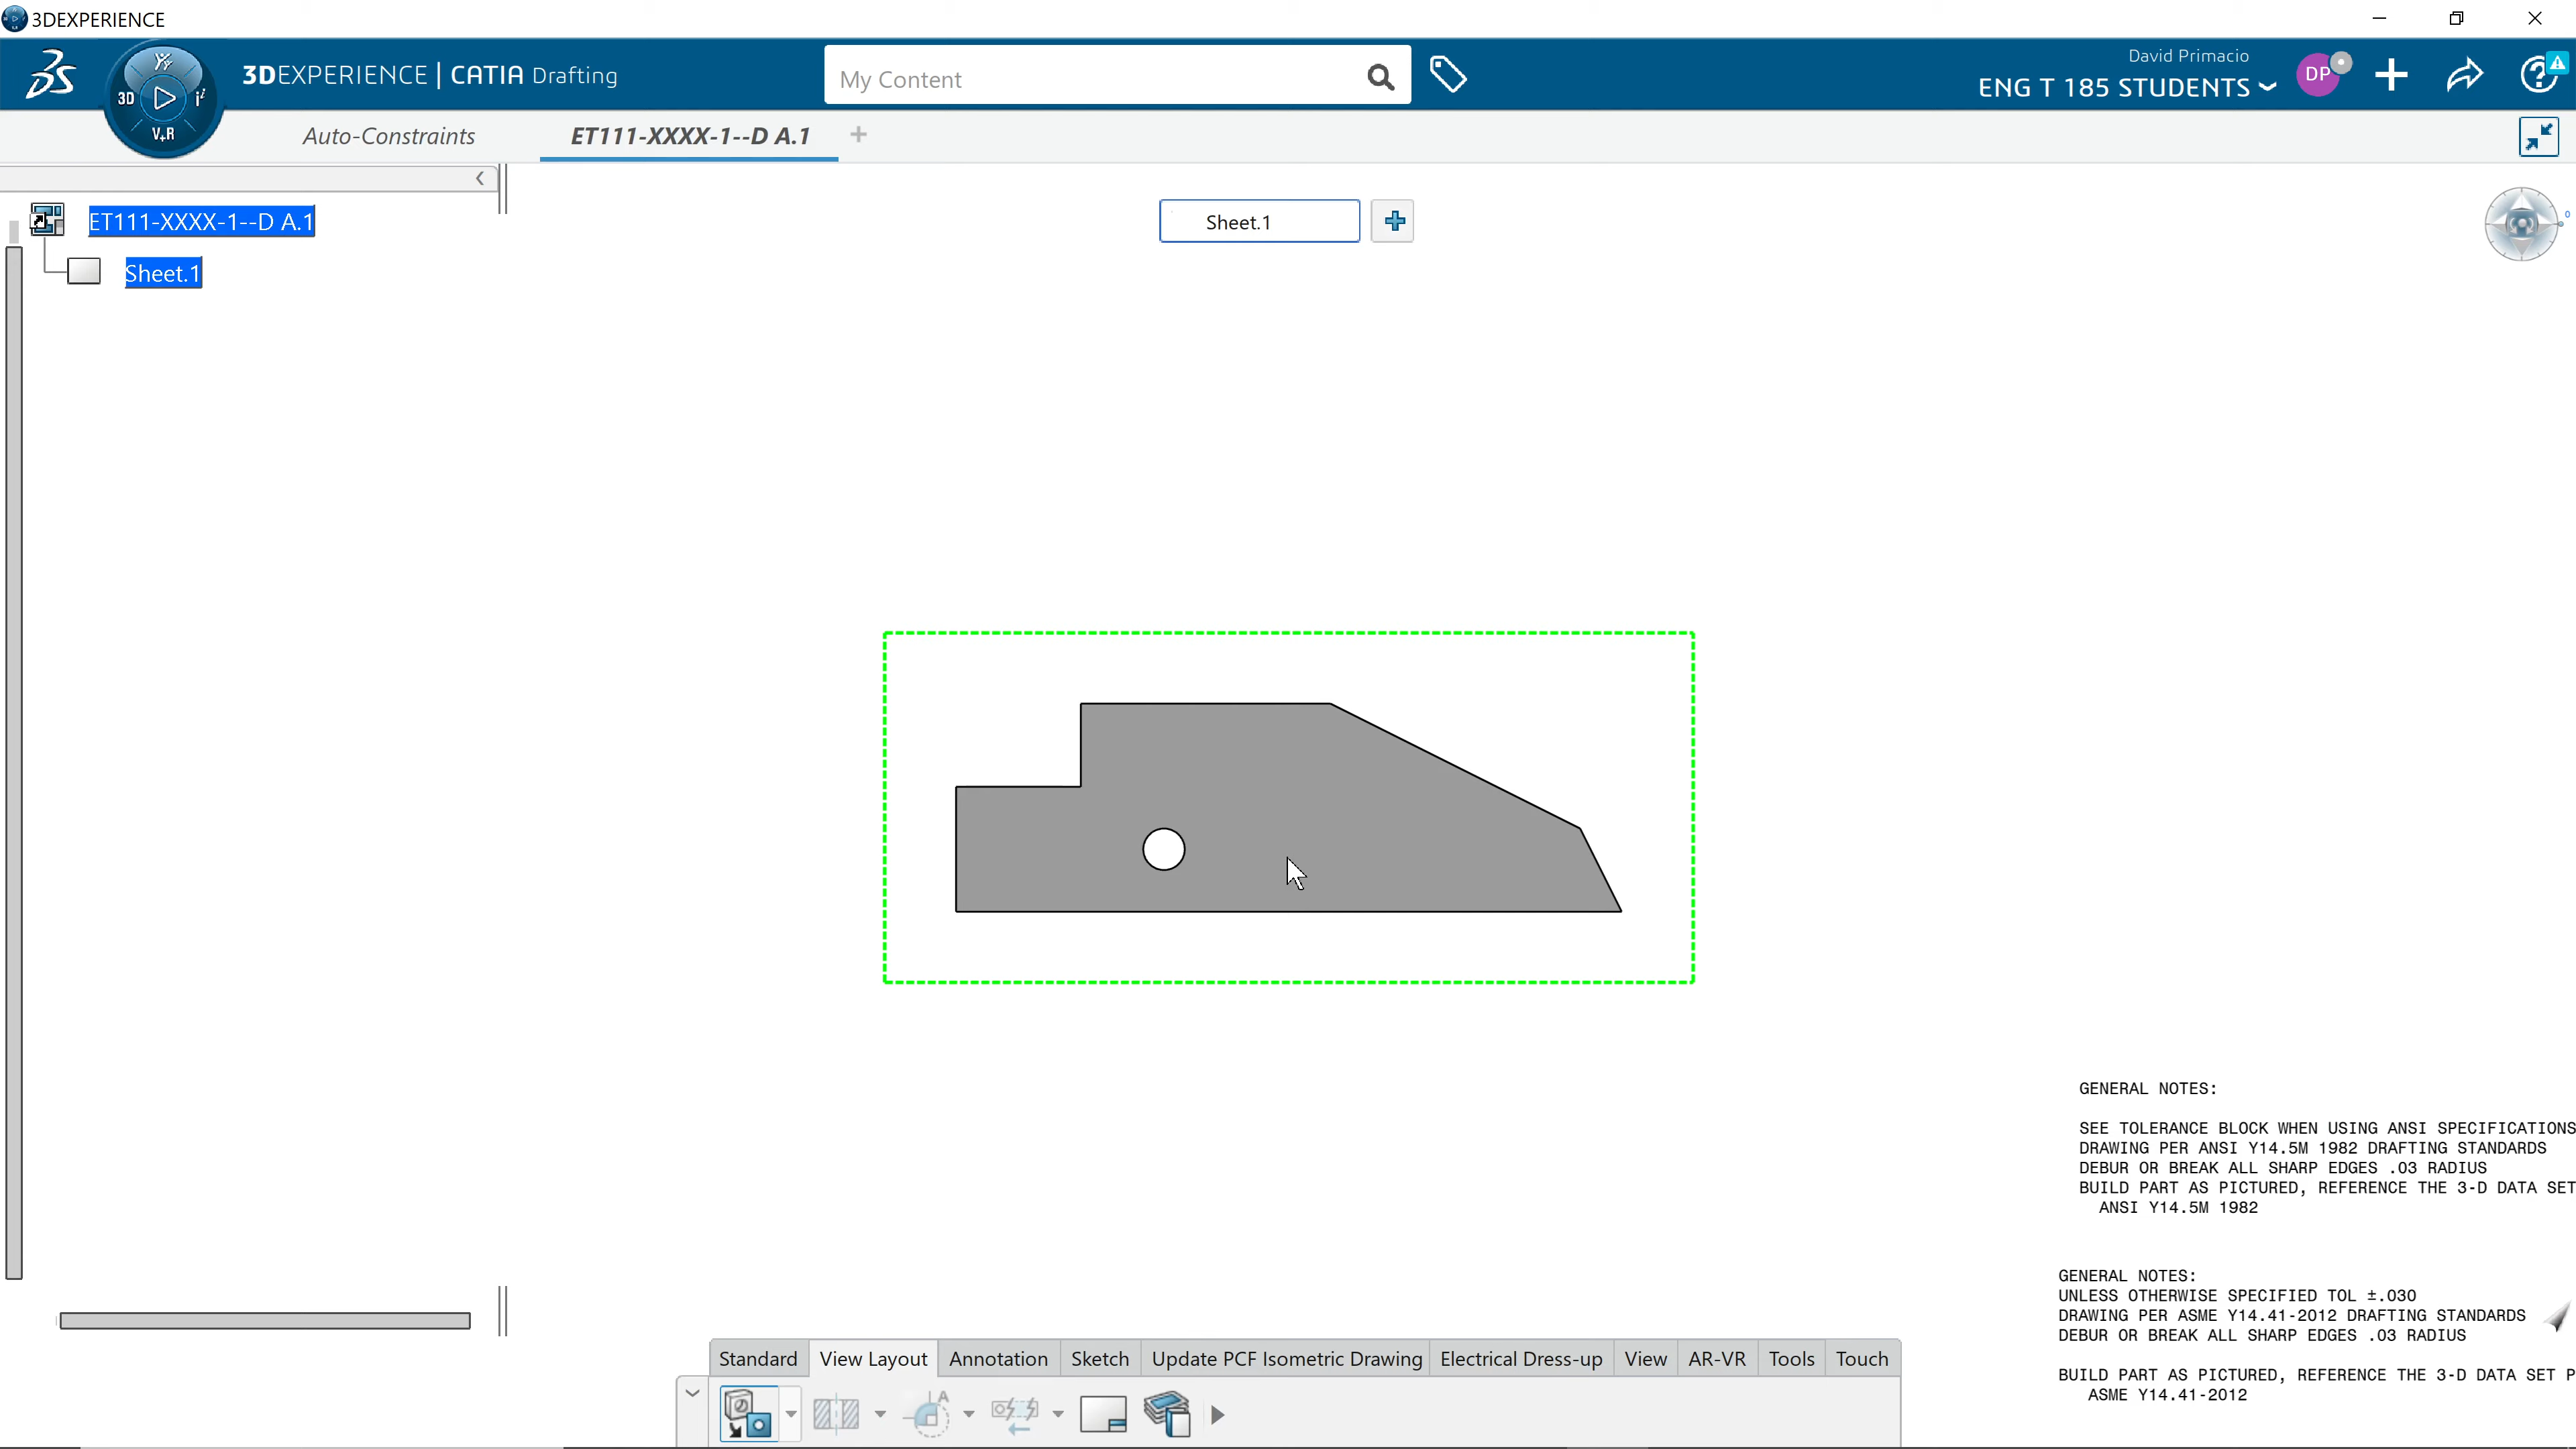 3DEXPERIENCE
3DEXPERIENCE | CATIA Drafting
My Content
David Primacio
ENG T 185 STUDENTS
DP
3D
V+R
Auto-Constraints
ET111-XXXX-1--D A.1
ET111-XXXX-1--D A.1
Sheet.1
Sheet.1
GENERAL NOTES:
SEE TOLERANCE BLOCK WHEN USING ANSI SPECIFICATIONS
DRAWING PER ANSI Y14.5M 1982 DRAFTING STANDARDS
DEBUR OR BREAK ALL SHARP EDGES .03 RADIUS
BUILD PART AS PICTURED, REFERENCE THE 3-D DATA SET
ANSI Y14.5M 1982
GENERAL NOTES:
UNLESS OTHERWISE SPECIFIED TOL ±.030
DRAWING PER ASME Y14.41-2012 DRAFTING STANDARDS
DEBUR OR BREAK ALL SHARP EDGES .03 RADIUS
BUILD PART AS PICTURED, REFERENCE THE 3-D DATA SET P
ASME Y14.41-2012
Standard View Layout Annotation Sketch Update PCF Isometric Drawing Electrical Dress-up View AR-VR Tools Touch